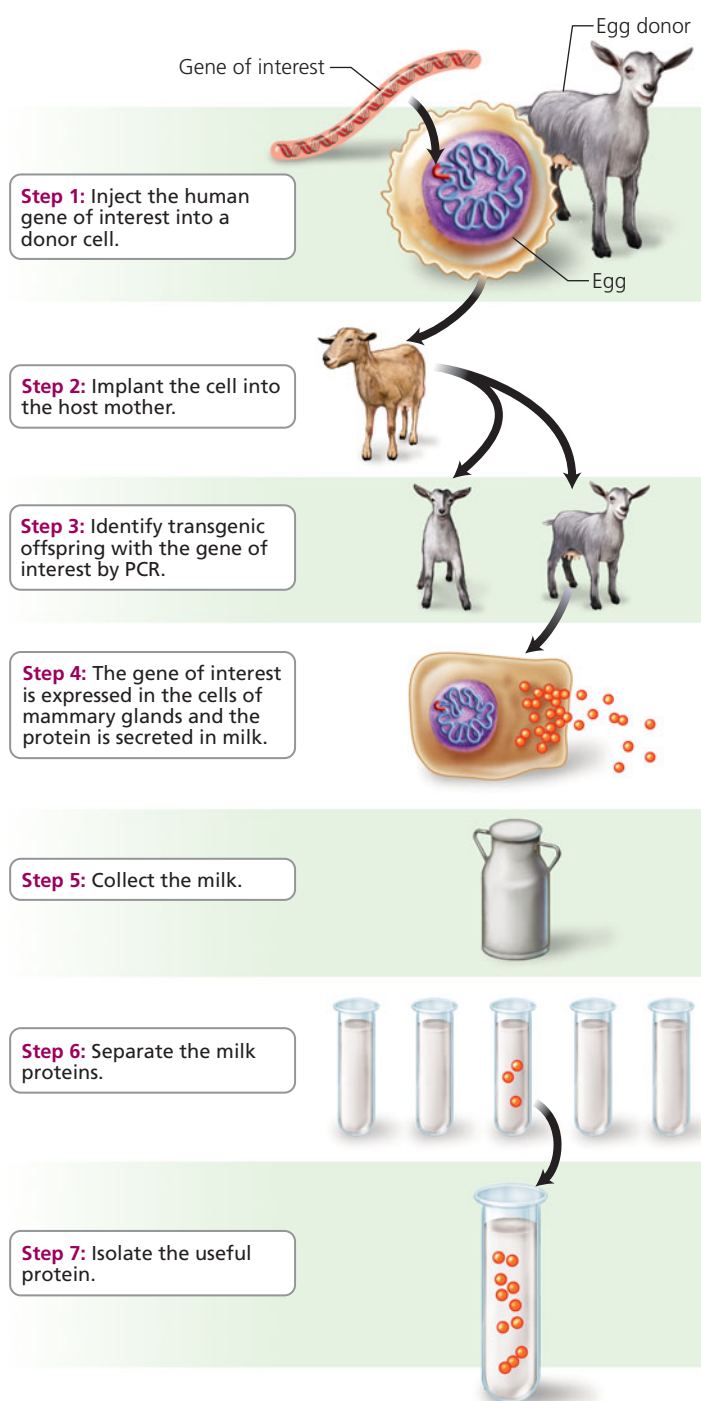 Egg donor
Gene of interest
Step 1: Inject the human
gene of interest into a
donor cell.
Egg
Step 2: Implant the cell into
the host mother.
Step 3: Identify transgenic
offspring with the gene of
interest by PCR.
Step 4: The gene of interest
is expressed in the cells of
mammary glands and the
protein is secreted in milk.
Step 5: Collect the milk.
Step 6: Separate the milk
proteins.
Step 7: Isolate the useful
protein.